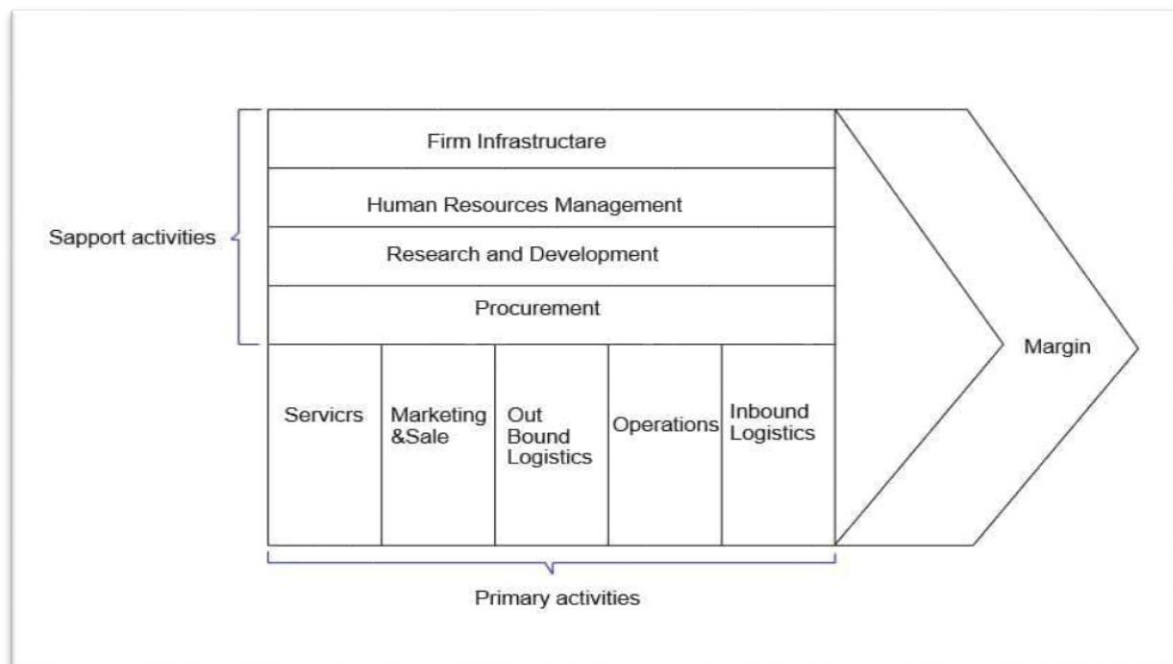 Firm Infrastructare
Human Resources Management
Sapport activities
Research and Development
Procurement
Servicrs
Marketing
&Sale
Out
Bound
Logistics
Operations
Inbound
Logistics
Margin
Primary activities